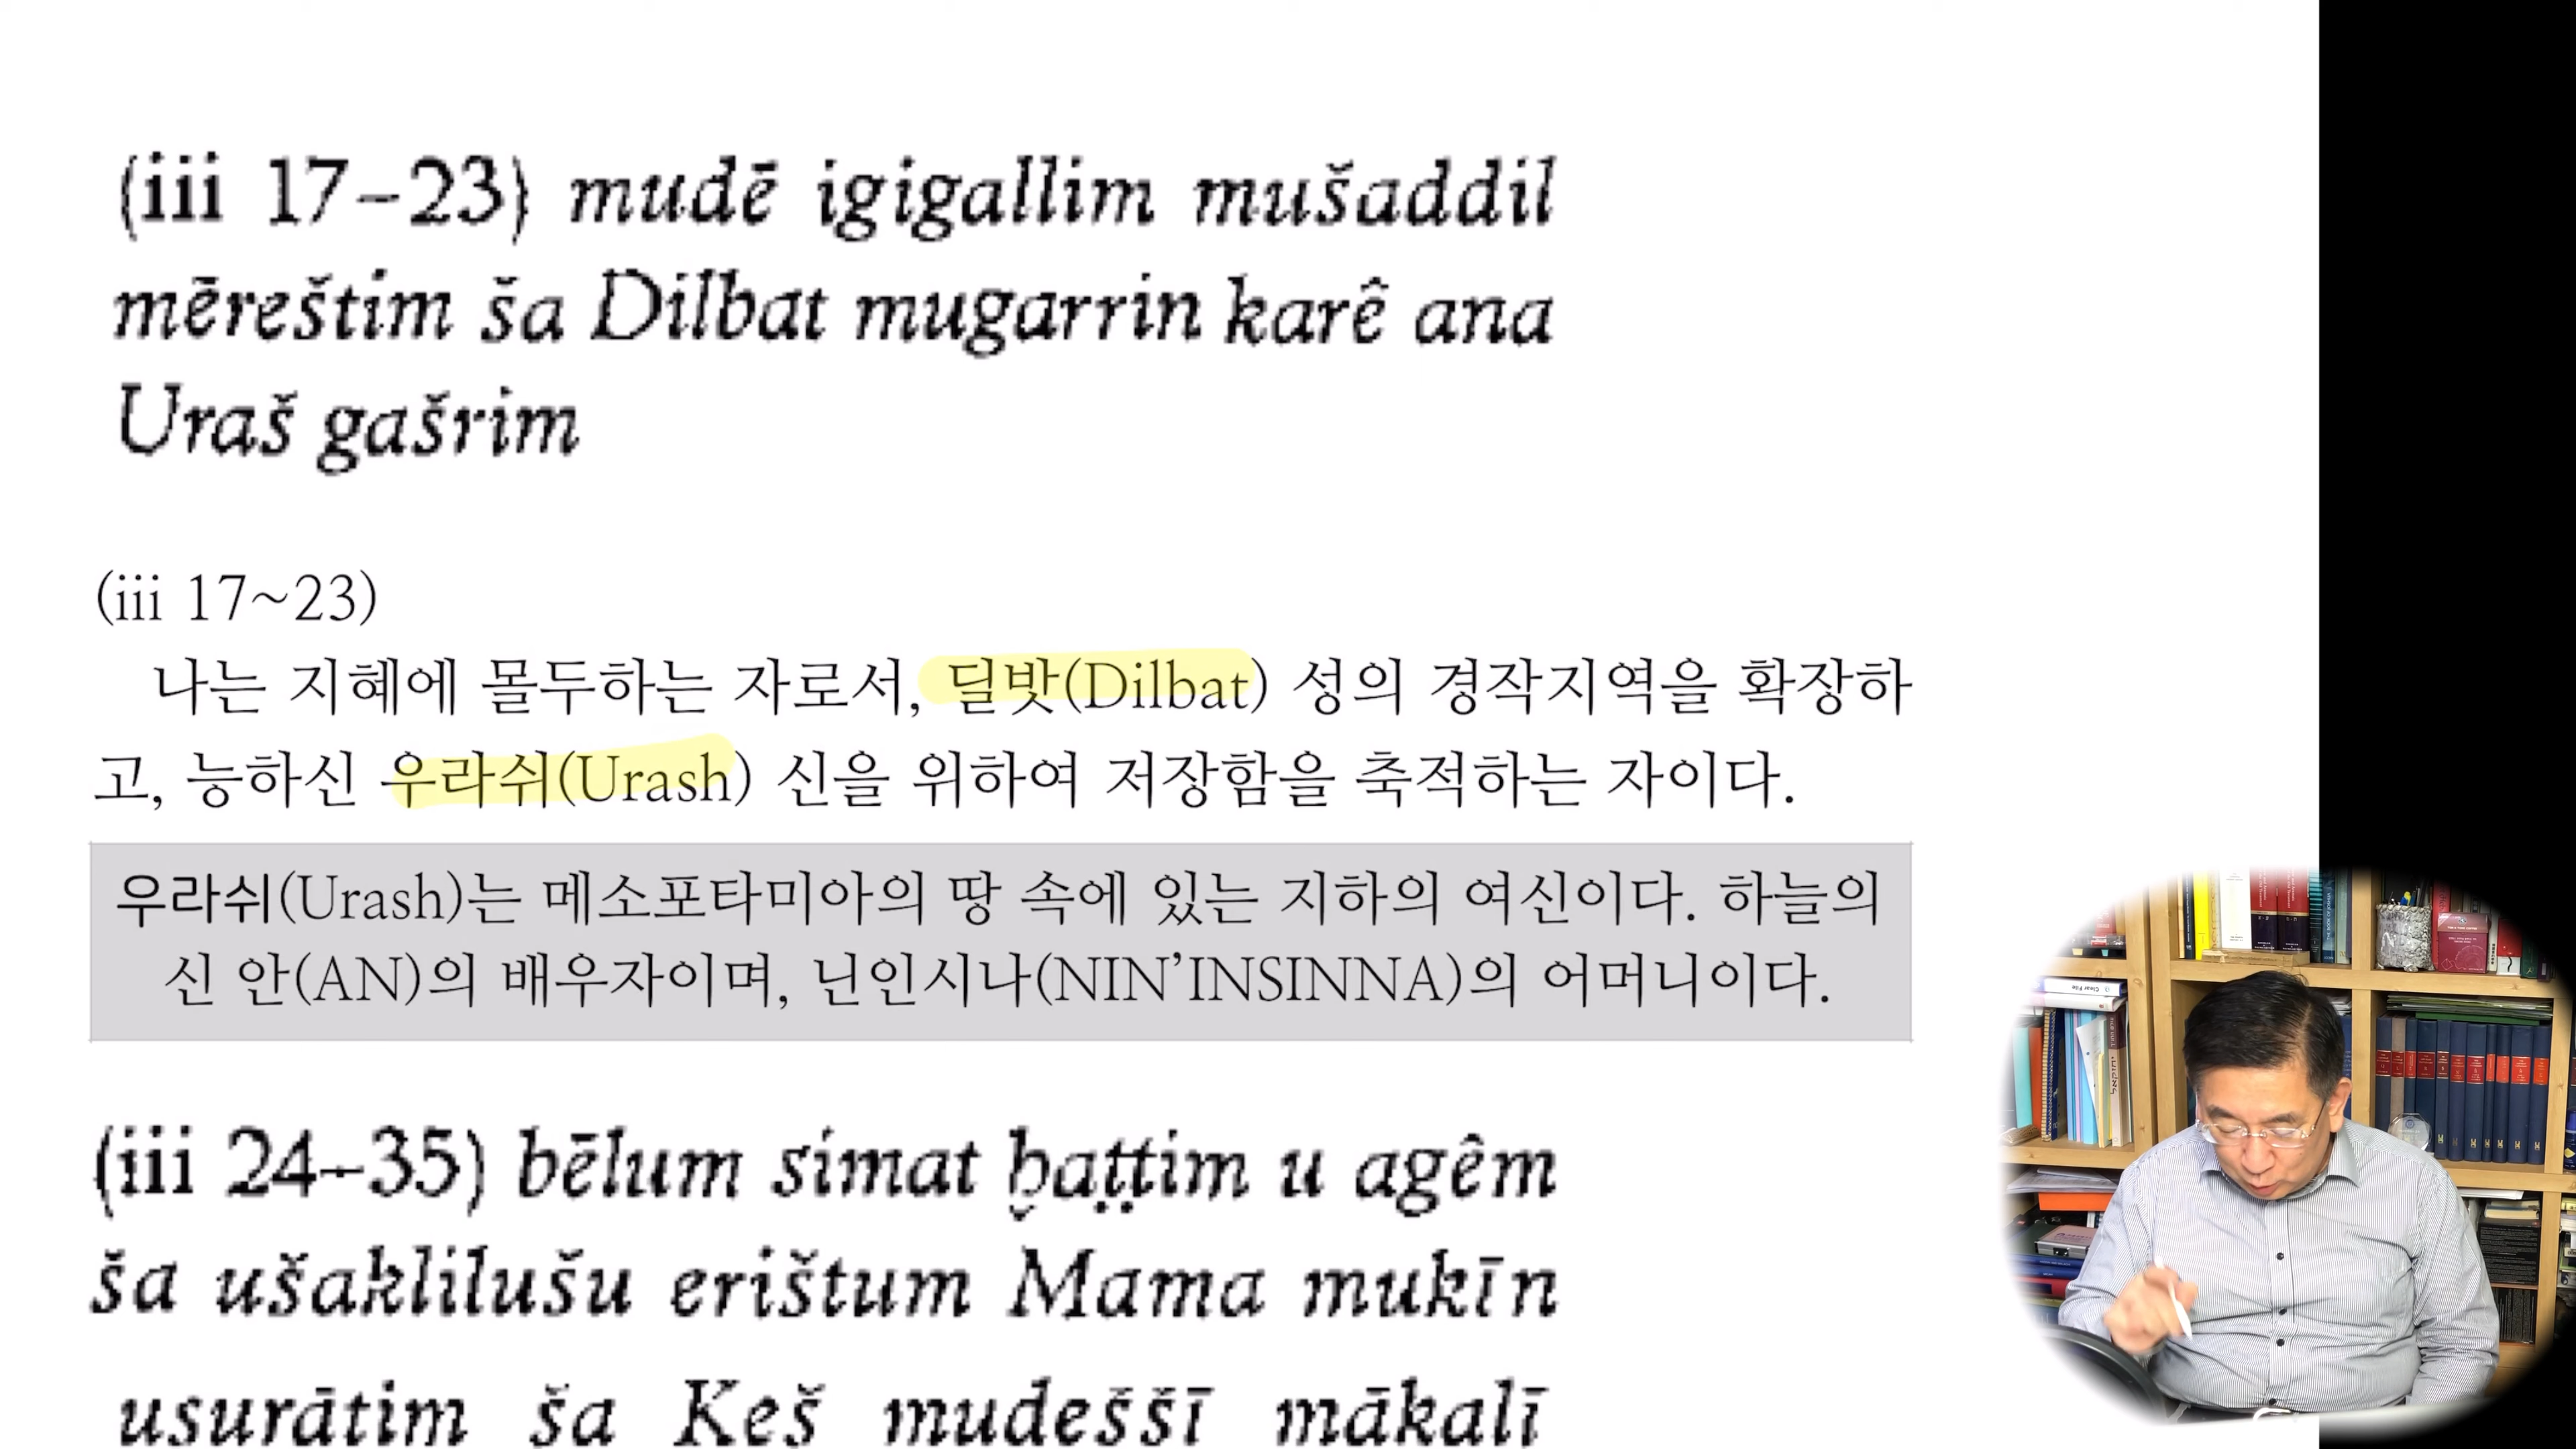 (iii 17–23) mudē igigallim mušaddil
mēreštim ša Dilbat mugarrin karê ana
Uraš gašrim
(iii 17~23)
나는 지혜에 몰두하는 자로서, 딜밧(Dilbat) 성의 경작지역을 확장하
고, 능하신 우라쉬(Urash) 신을 위하여 저장함을 축적하는 자이다.
우라쉬(Urash)는 메소포타미아의 땅 속에 있는 지하의 여신이다. 하늘의
신 안(AN)의 배우자이며, 닌인시나(NIN’INSINNA)의 어머니이다.
(iii 24–35) bēlum simat ḫaṭṭim u agêm
ša ušaklilušu erištum Mama mukīn
usurātim ša Keš mudeššī mākalī
Clear File